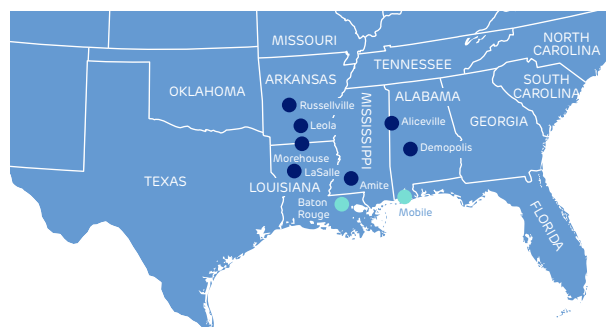 MISSOURI
NORTH
CAROLINA
TENNESSEE
ARKANSAS
OKLAHOMA
SOUTH
CAROLINA
MISSISSIPPI
ALABAMA
Russellville
GEORGIA
Leola
Aliceville
Demopolis
Morehouse
LaSalle
TEXAS
LOUISIANA
Amite
Baton
Rouge
Mobile
FLORIDA